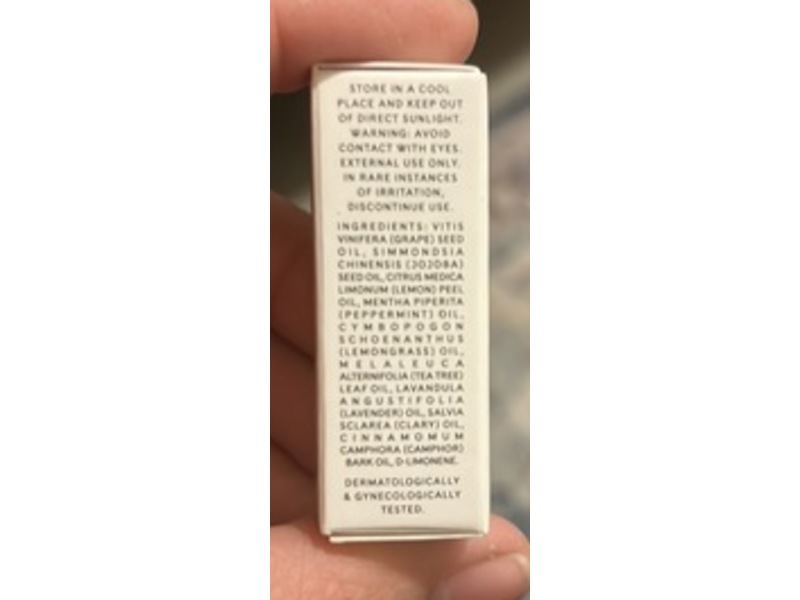 STORE IN A COOL
PLACE AND KEEP OUT
OF DIRECT SUNLIGHT.
WARNING: AVOID
CONTACT WITH EYES.
EXTERNAL USE ONLY.
IN RARE INSTANCES
OF IRRITATION,
DISCONTINUE USE.
INGREDIENTS: VITIS
VINIFERA (GRAPE) SEED
OIL, SIMMONDSIA
CHINENSIS (JOJOBA)
SEED OIL, CITRUS MEDICA
LIMONUM (LEMON) PEEL
OIL, MENTHA PIPERITA
(PEPPERMINT) OIL,
CYMBOPOGON
SCHOENANTHUS
(LEMONGRASS) OIL,
MELALEUCA
ALTERNIFOLIA (TEA TREE)
LEAF OIL, LAVANDULA
ANGUSTIFOLIA
(LAVENDER) OIL, SALVIA
SCLAREA (CLARY) OIL,
CINNAMOMUM
CAMPHORA (CAMPHOR)
BARK OIL, D-LIMONENE.
DERMATOLOGICALLY
& GYNECOLOGICALLY
TESTED.